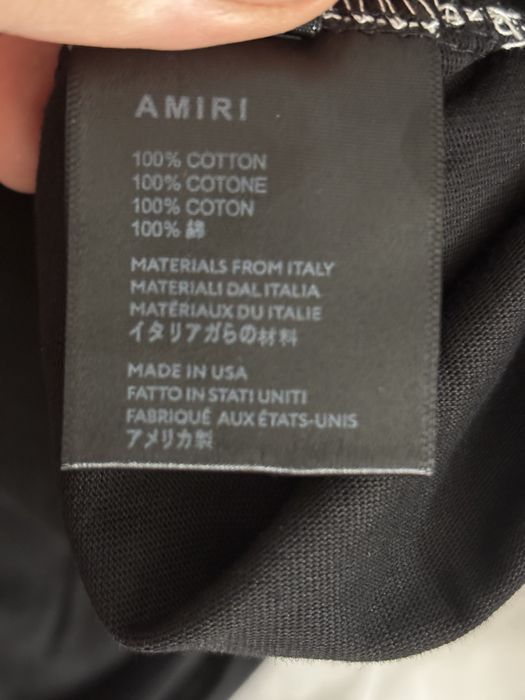 AMIRI
100% COTTON
100% COTONE
100% COTON
100% 綿
MATERIALS FROM ITALY
MATERIALI DAL ITALIA
MATÉRIAUX DU ITALIE
イタリアガらの材料
MADE IN USA
FATTO IN STATI UNITI
FABRIQUÉ AUX ÉTATS-UNIS
アメリカ製